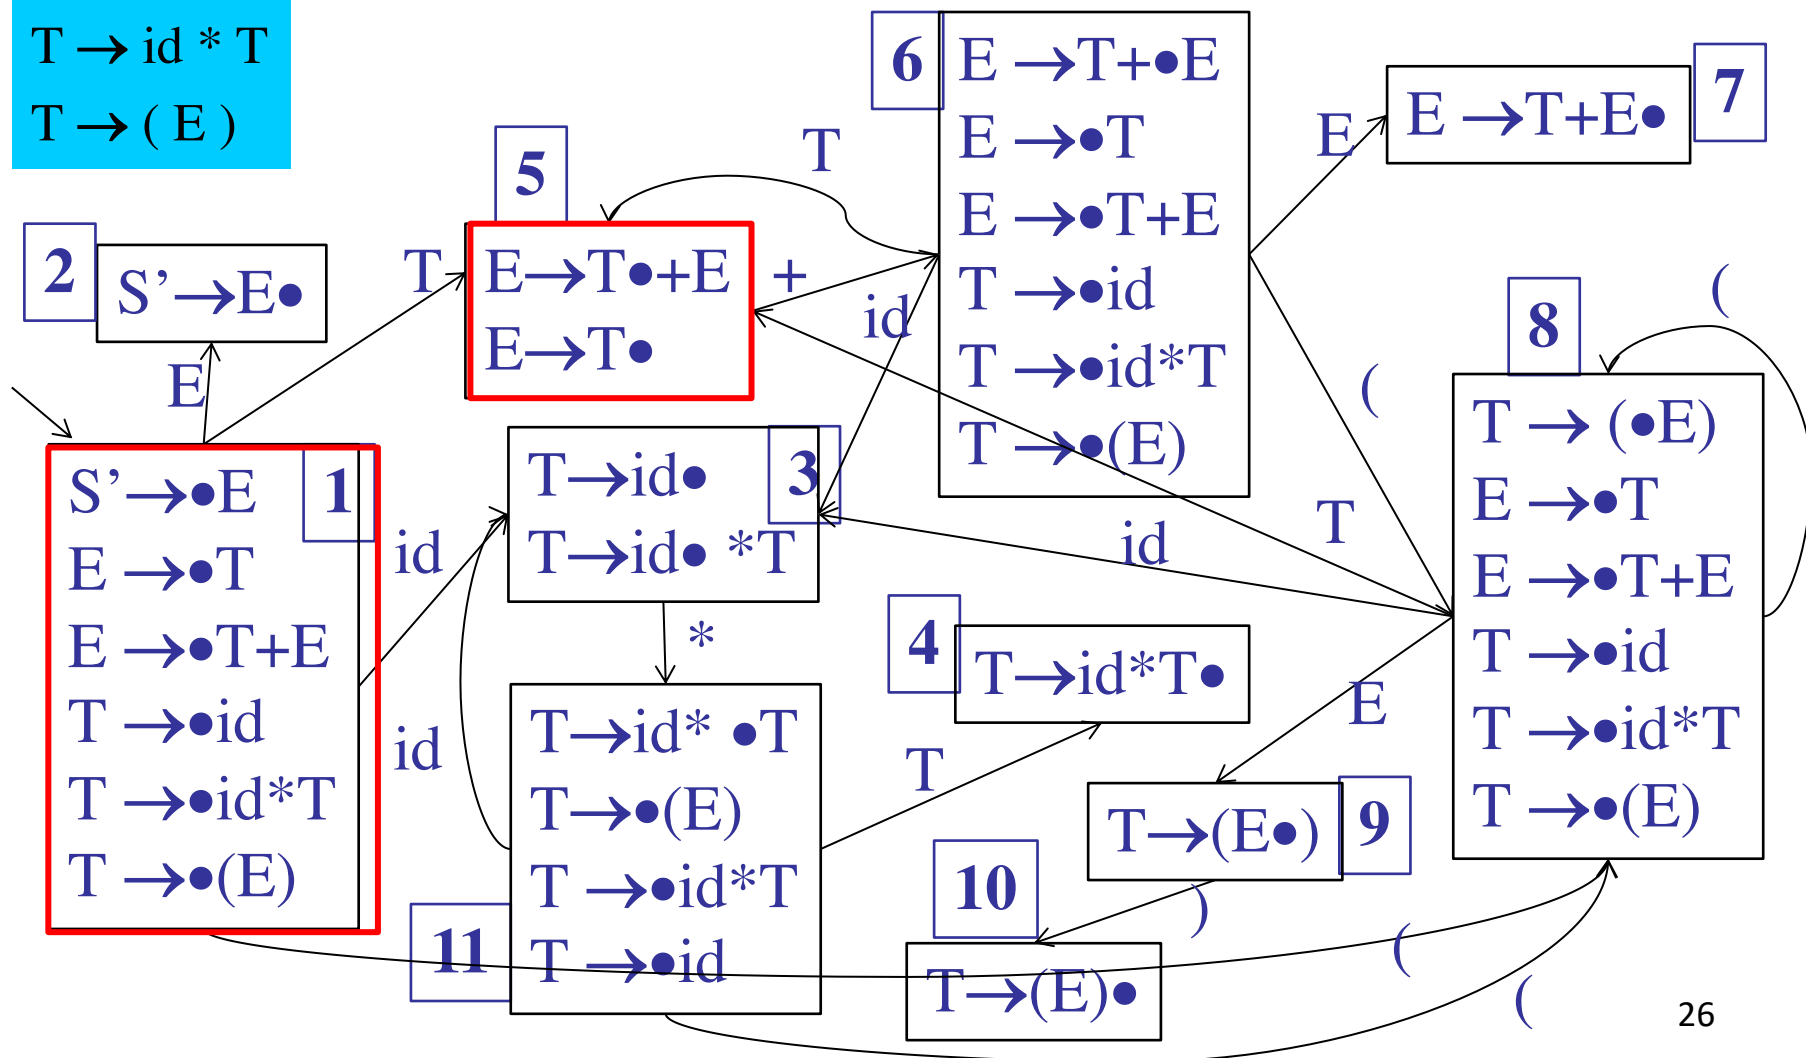 T → id * T
T → ( E )
2
S’→E●
E
T
5
E→T●+E
E→T●
+
T
id
6
E →T+●E
E →●T
E →●T+E
T →●id
T →●id*T
T →●(E)
E
E →T+E●
7
(
1
S’→●E
E →●T
E →●T+E
T →●id
T →●id*T
T →●(E)
id
id
3
T→id●
T→id● *T
*
11
T→id* ●T
T→●(E)
T →●id*T
T →●id
T
4
T→id*T●
id
T
E
8
T → (●E)
E →●T
E →●T+E
T →●id
T →●id*T
T →●(E)
(
T→(E●)
9
)
10
T→(E)●
(
(
26